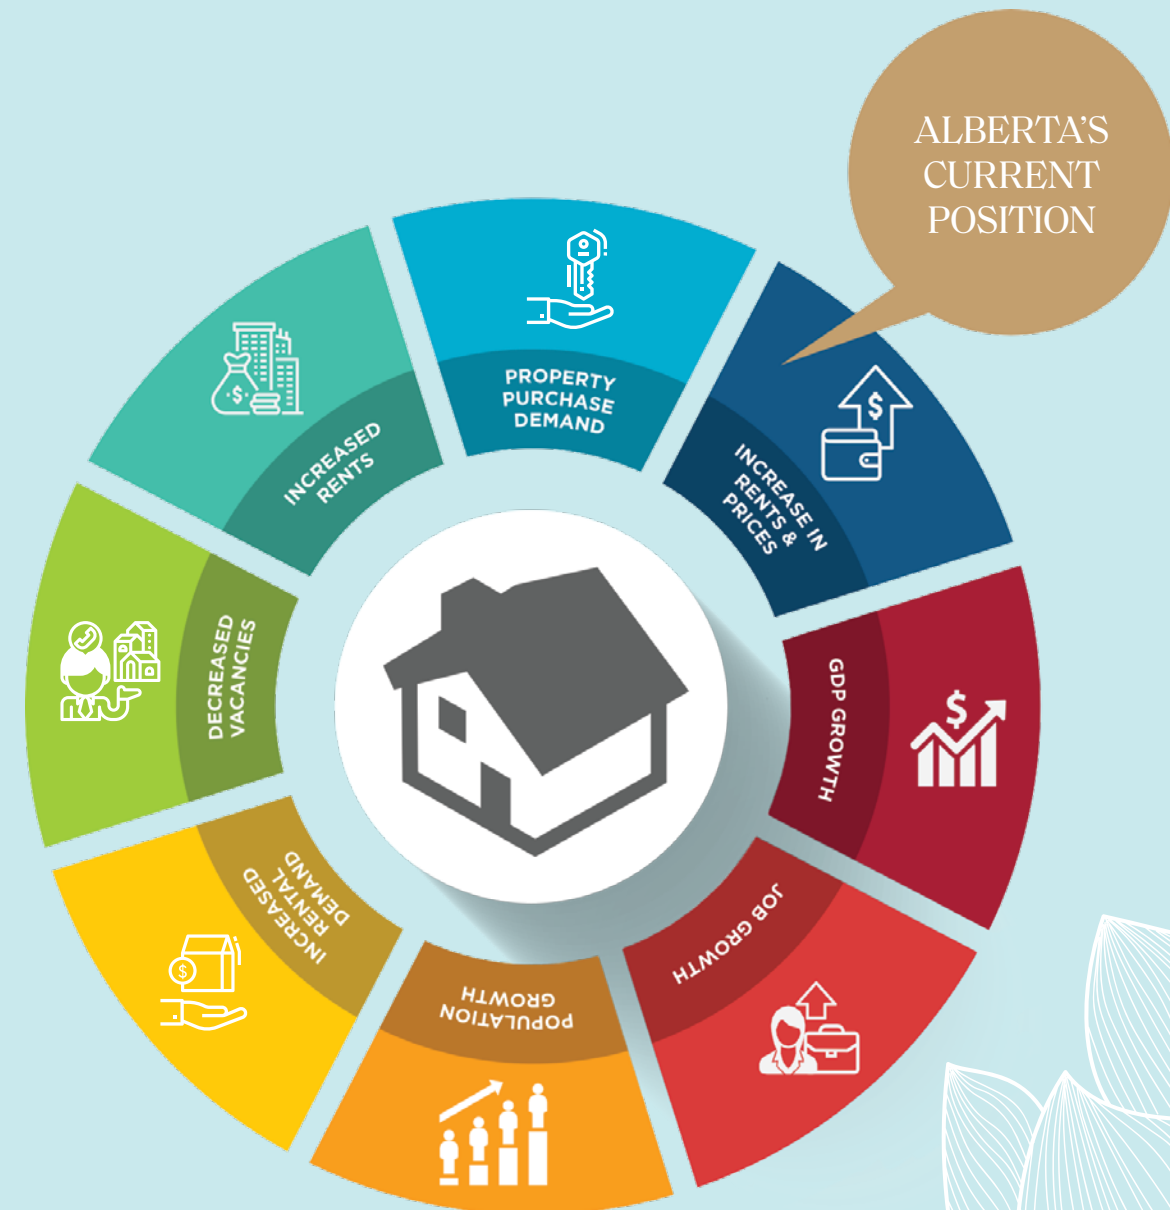 ALBERTA'S
CURRENT
POSITION
PROPERTY
PURCHASE
DEMAND
INCREASE IN
RENTS &
PRICES
GDP GROWTH
JOB GROWTH
POPULATION
GROWTH
INCREASED
RENTAL
DEMAND
DECREASED
VACANCIES
INCREASED
RENTS
$
$
$
$